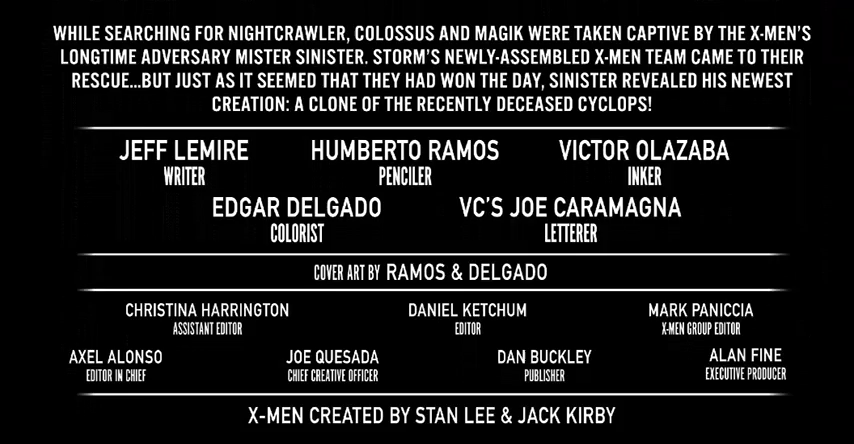 WHILE SEARCHING FOR NIGHTCRAWLER, COLOSSUS AND MAGIK WERE TAKEN CAPTIVE BY THE X-MEN'S
LONGTIME ADVERSARY MISTER SINISTER. STORM'S NEWLY-ASSEMBLED X-MEN TEAM CAME TO THEIR
RESCUE...BUT JUST AS IT SEEMED THAT THEY HAD WON THE DAY, SINISTER REVEALED HIS NEWEST
CREATION: A CLONE OF THE RECENTLY DECEASED CYCLOPS!
JEFF LEMIRE HUMBERTO RAMOS VICTOR OLAZABA
WRITER PENCILER INKER
EDGAR DELGADO VC'S JOE CARAMAGNA
COLORIST LETTERER
COVER ART BY RAMOS & DELGADO
CHRISTINA HARRINGTON DANIEL KETCHUM MARK PANICCIA
ASSISTANT EDITOR EDITOR X-MEN GROUP EDITOR
AXEL ALONSO JOE QUESADA DAN BUCKLEY ALAN FINE
EDITOR IN CHIEF CHIEF CREATIVE OFFICER PUBLISHER EXECUTIVE PRODUCER
X-MEN CREATED BY STAN LEE & JACK KIRBY